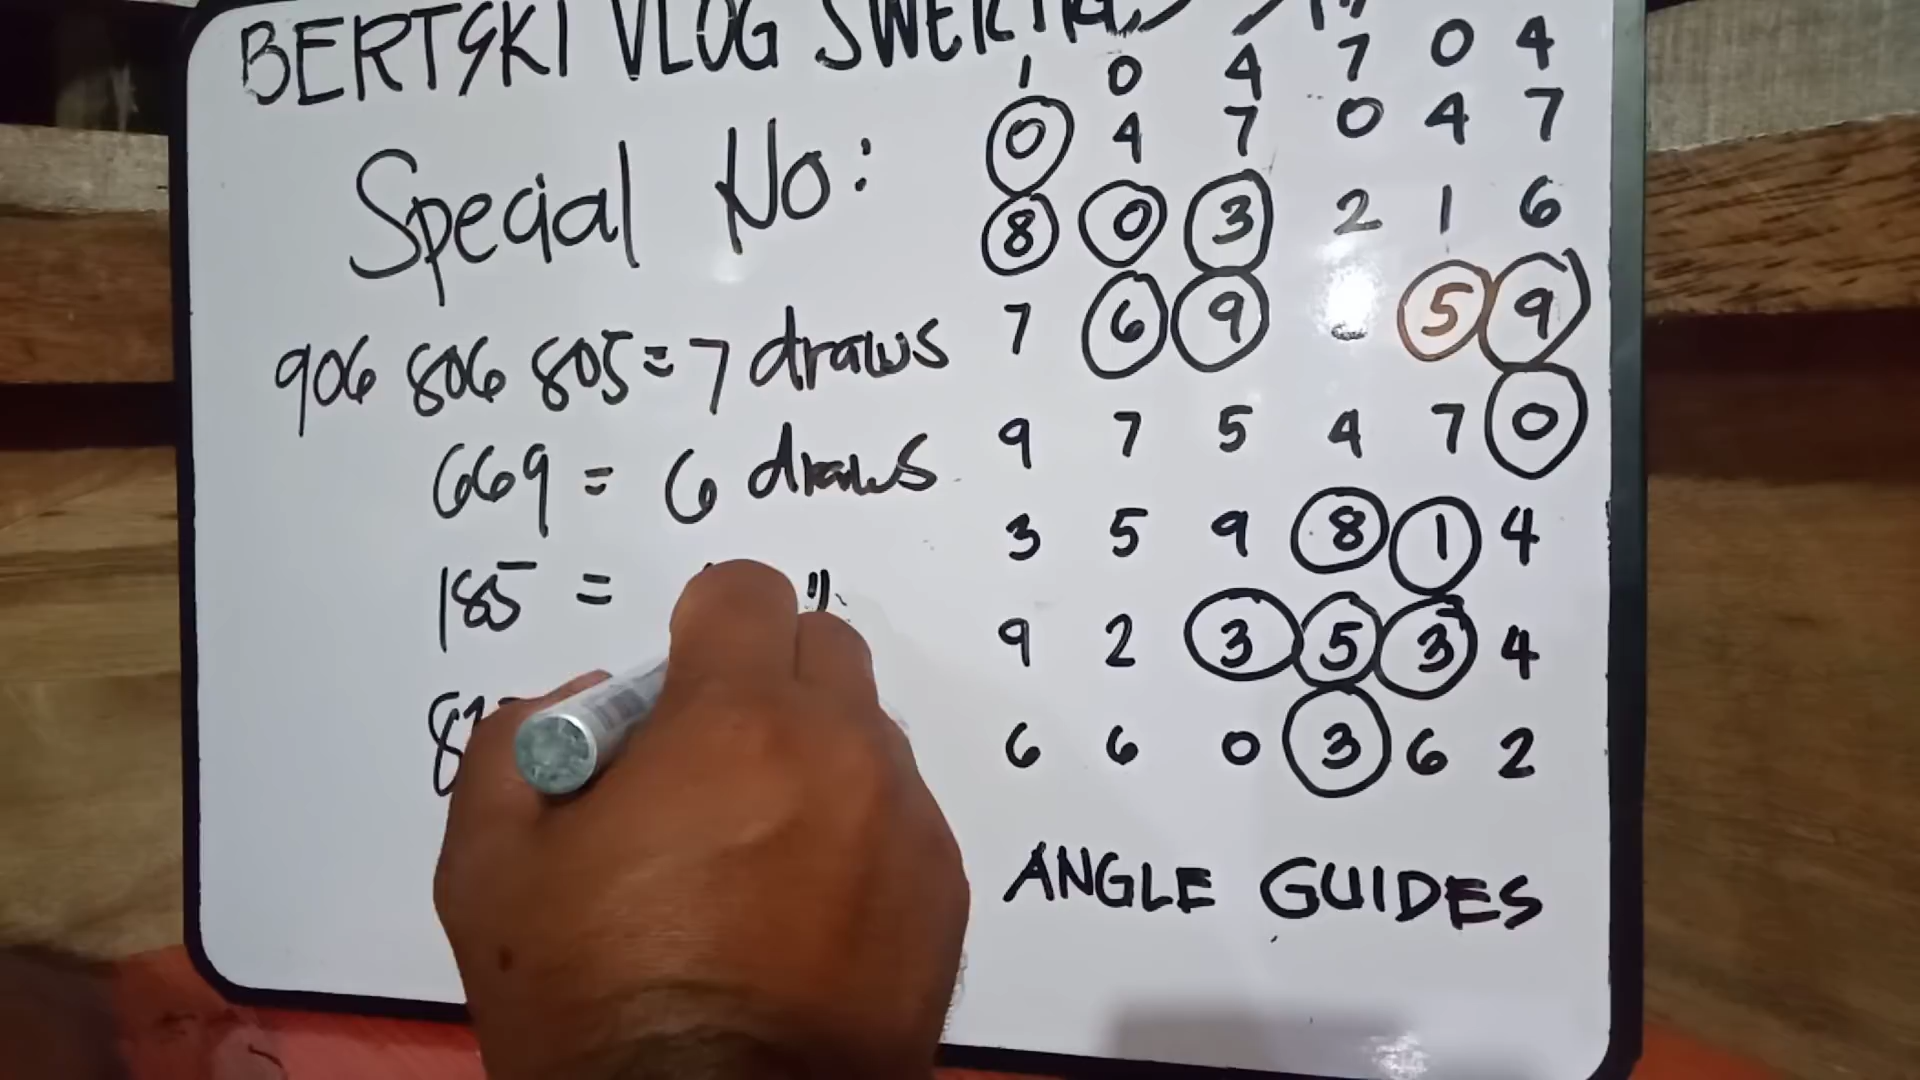 BERTSKI VLOG SWERTRES
Special No:
906 806 805 = 7 draws
669 = 6 draws
185 = "
1 0 4 7 0 4
0 4 7 0 4 7
8 0 3 2 1 6
7 6 9 5 9
9 7 5 4 7 0
3 5 9 8 1 4
9 2 3 5 3 4
6 6 0 3 6 2
ANGLE GUIDES